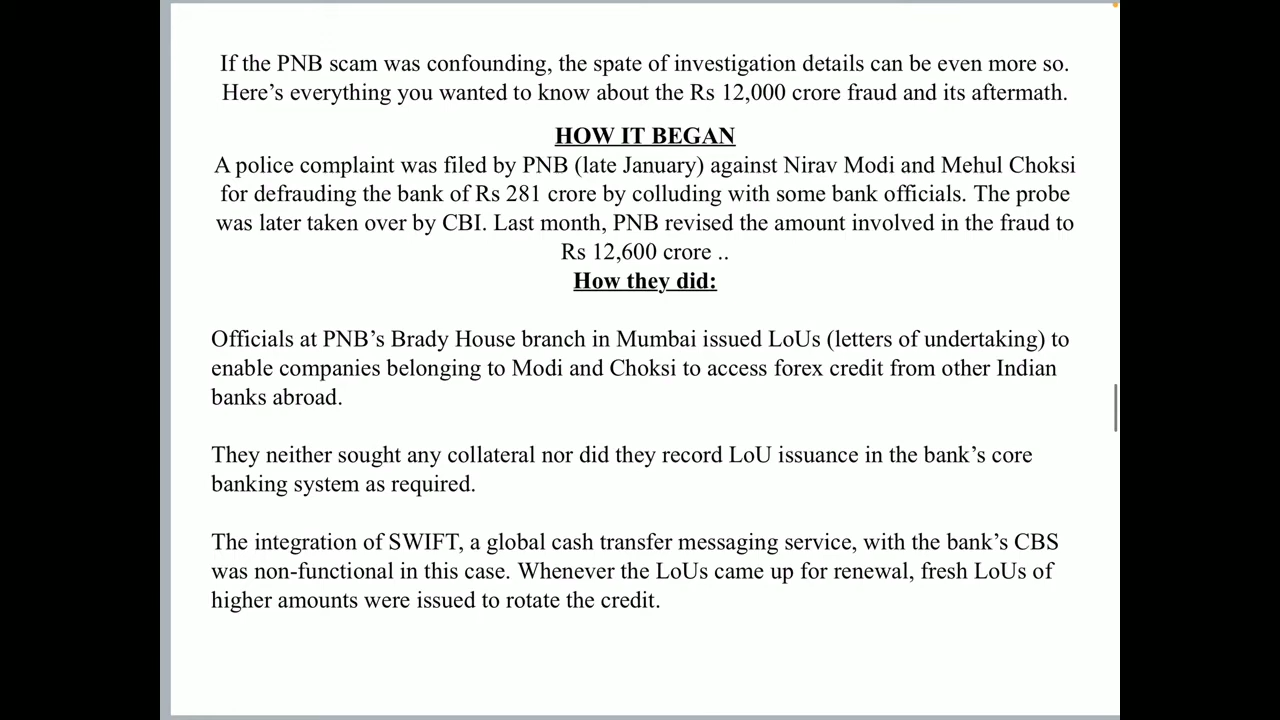 If the PNB scam was confounding, the spate of investigation details can be even more so.
Here’s everything you wanted to know about the Rs 12,000 crore fraud and its aftermath.
HOW IT BEGAN
A police complaint was filed by PNB (late January) against Nirav Modi and Mehul Choksi
for defrauding the bank of Rs 281 crore by colluding with some bank officials. The probe
was later taken over by CBI. Last month, PNB revised the amount involved in the fraud to
Rs 12,600 crore ..
How they did:
Officials at PNB’s Brady House branch in Mumbai issued LoUs (letters of undertaking) to
enable companies belonging to Modi and Choksi to access forex credit from other Indian
banks abroad.
They neither sought any collateral nor did they record LoU issuance in the bank’s core
banking system as required.
The integration of SWIFT, a global cash transfer messaging service, with the bank’s CBS
was non-functional in this case. Whenever the LoUs came up for renewal, fresh LoUs of
higher amounts were issued to rotate the credit.